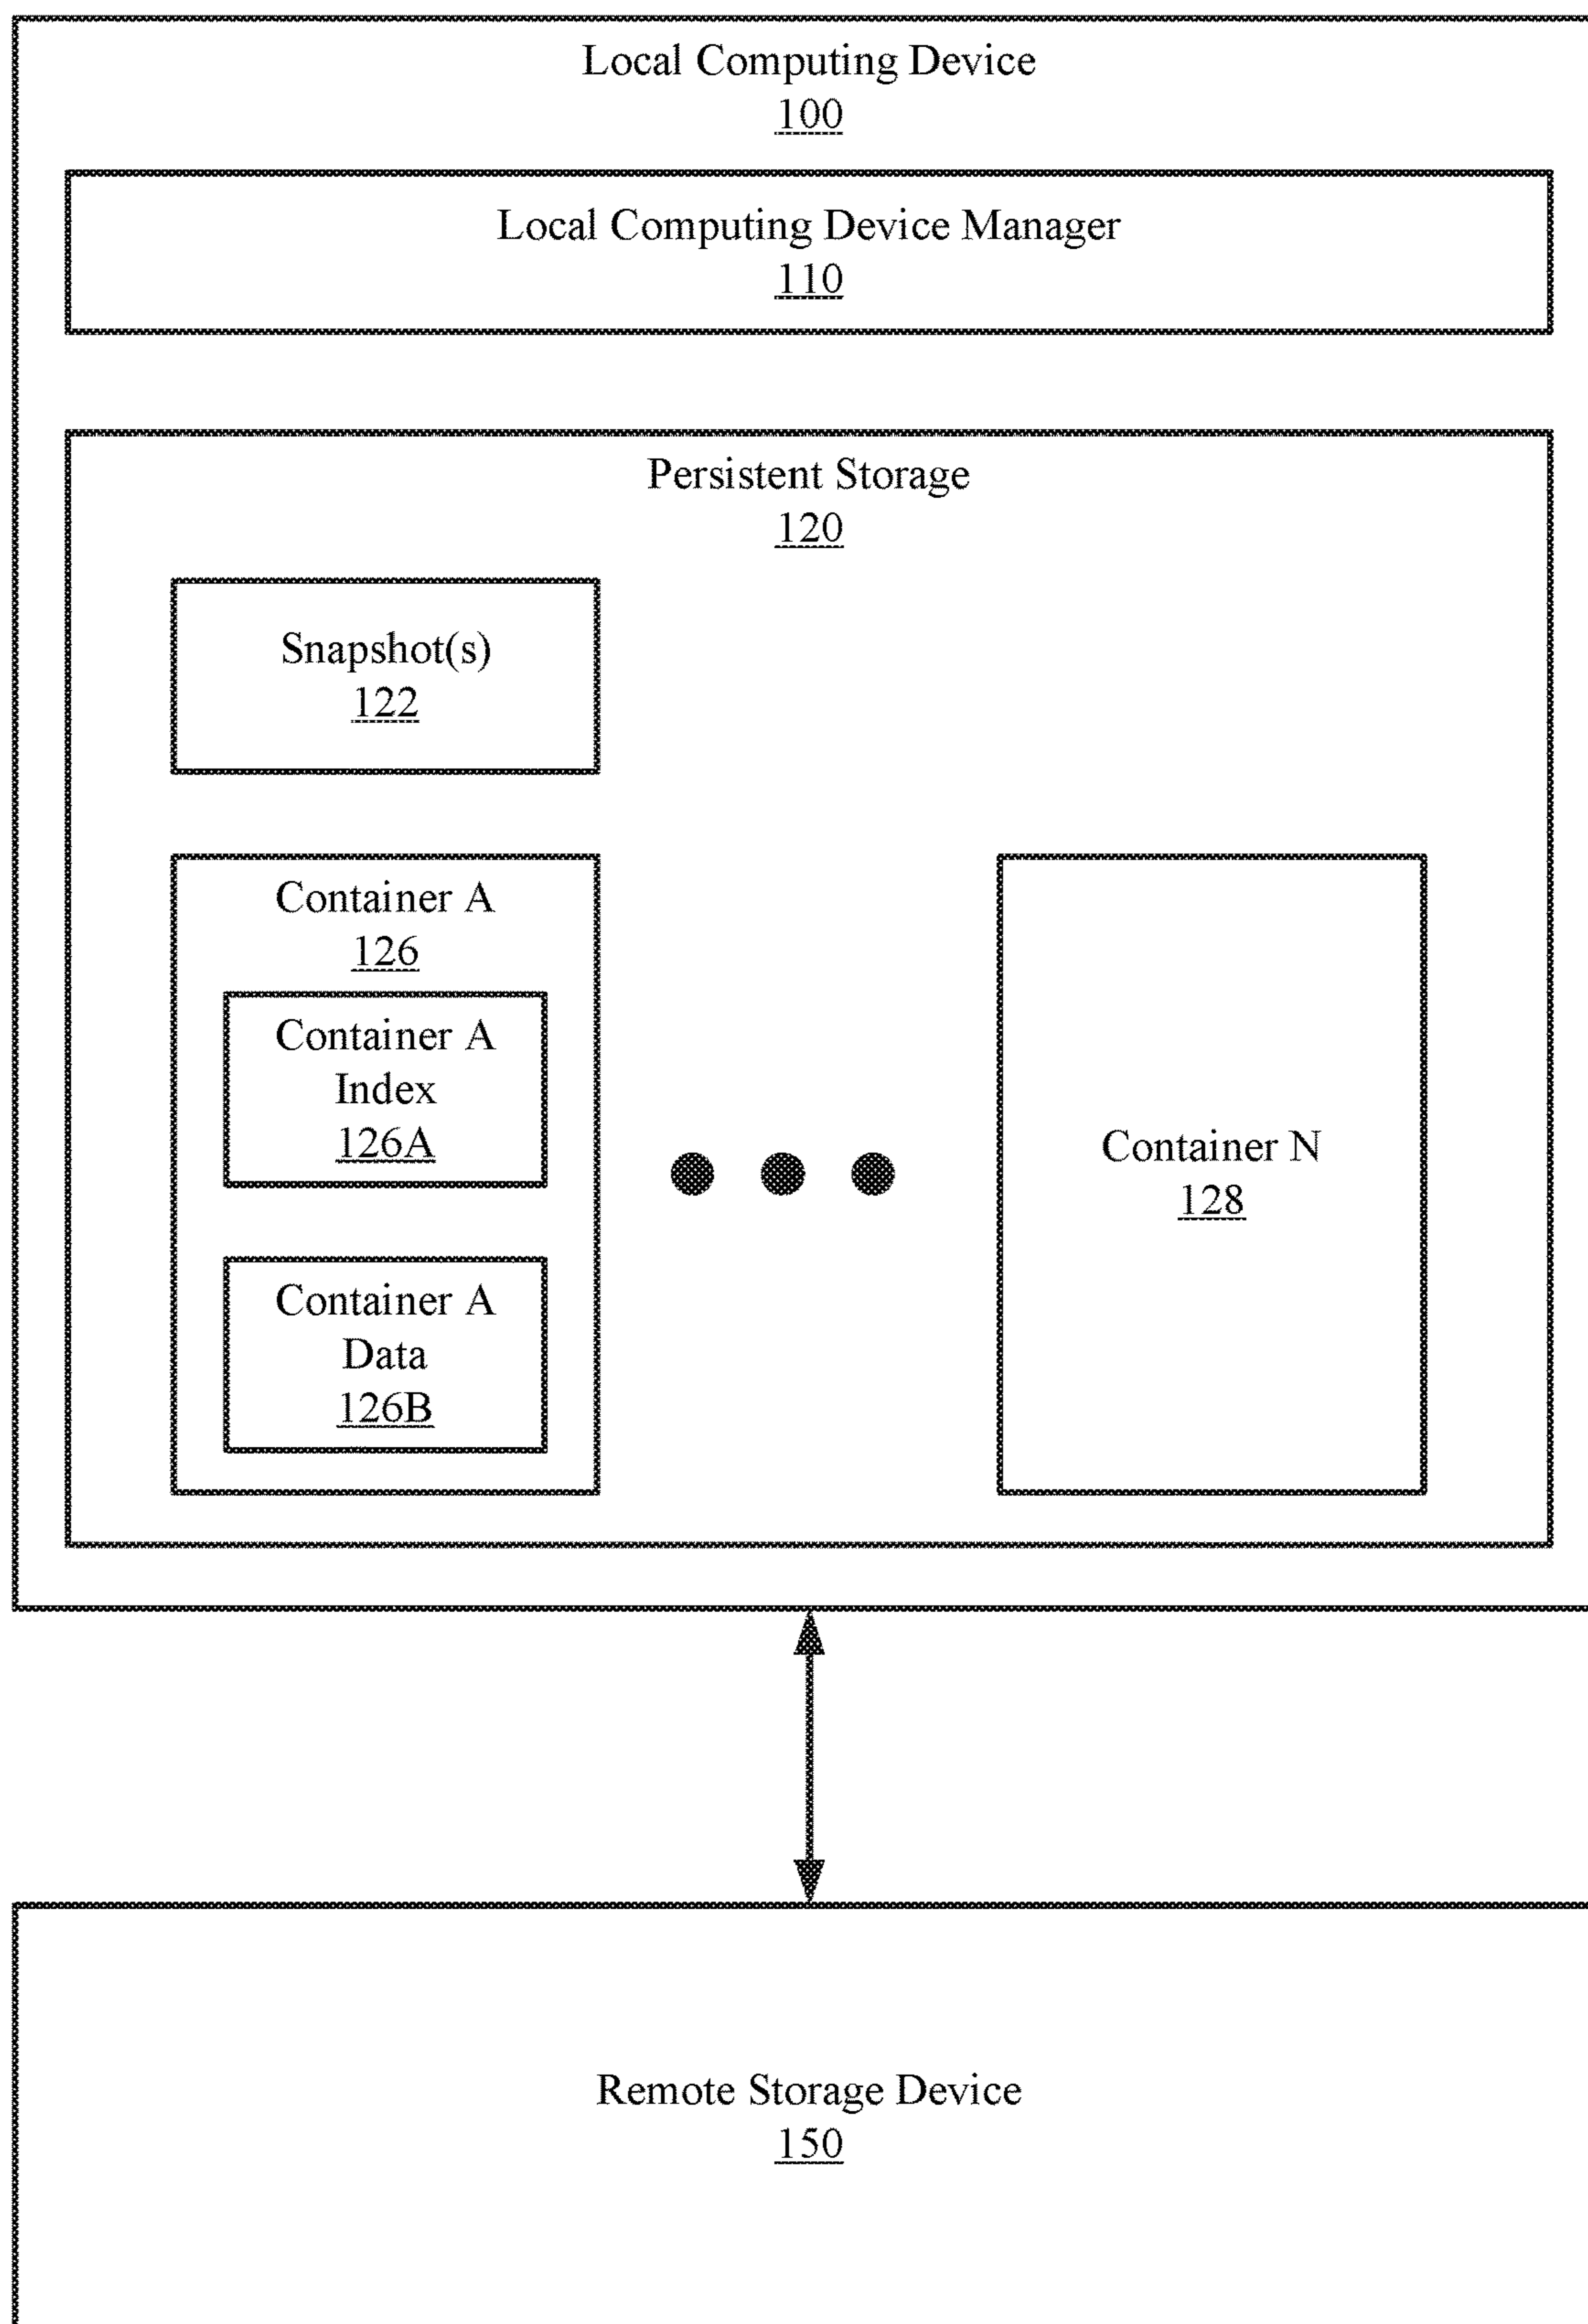 Local Computing Device
100
Local Computing Device Manager
110
Persistent Storage
120
Snapshot(s)
122
Container A
126
Container A
Index
126A
Container A
Data
126B
Container N
128
Remote Storage Device
150